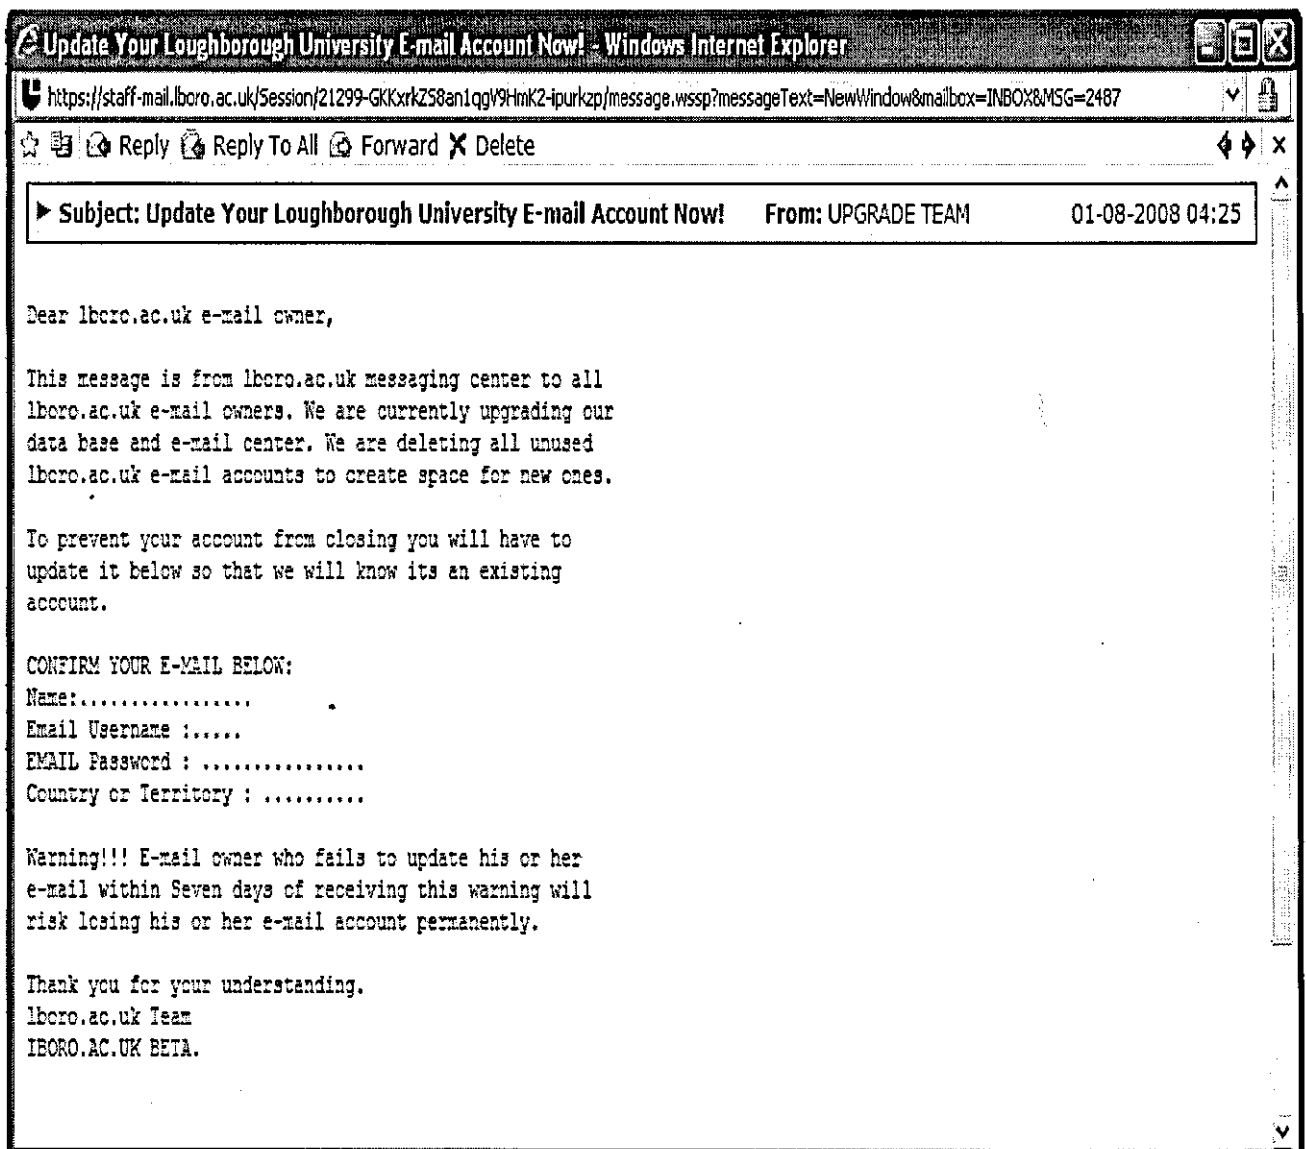 Update Your Loughborough University E-mail Account Now! - Windows Internet Explorer
https://staff-mail.lboro.ac.uk/Session/21299-GKKxrkZS8an1qgV9HmK2-ipurkzp/message.wssp?messageText=NewWindow&mailbox=INBOX&MSG=2487
Reply Reply To All Forward Delete
Subject: Update Your Loughborough University E-mail Account Now! From: UPGRADE TEAM 01-08-2008 04:25
Dear lboro.ac.uk e-mail owner,
This message is from lboro.ac.uk messaging center to all
lboro.ac.uk e-mail owners. We are currently upgrading our
data base and e-mail center. We are deleting all unused
lboro.ac.uk e-mail accounts to create space for new ones.
To prevent your account from closing you will have to
update it below so that we will know its an existing
account.
CONFIRM YOUR E-MAIL BELOW:
Name:.................
Email Username :.....
EMAIL Password : ................
Country or Territory : ..........
Warning!!! E-mail owner who fails to update his or her
e-mail within Seven days of receiving this warning will
risk losing his or her e-mail account permanently.
Thank you for your understanding.
lboro.ac.uk Team
IBORO.AC.UK BETA.